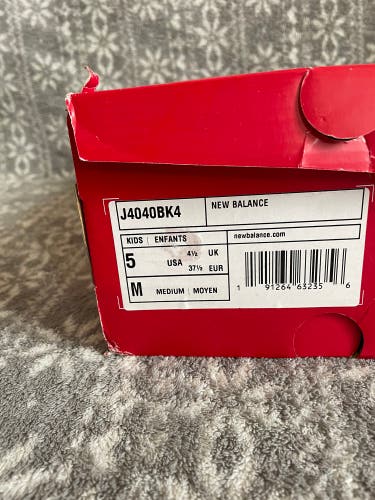 J4040BK4 NEW BALANCE
KIDS ENFANTS newbalance.com
5 USA 4½ UK
37½ EUR
M MEDIUM MOYEN
1 91264 63235 6